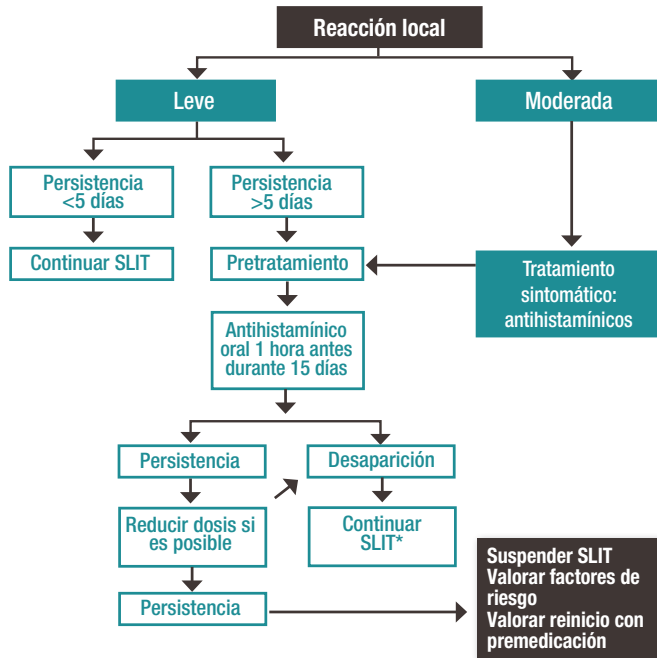 Reacción local
Leve
Moderada
Persistencia
<5 días
Persistencia
>5 días
Continuar SLIT
Pretratamiento
Tratamiento
sintomático:
antihistamínicos
Antihistamínico
oral 1 hora antes
durante 15 días
Persistencia
Desaparición
Reducir dosis si
es posible
Continuar
SLIT*
Persistencia
Suspender SLIT
Valorar factores de
riesgo
Valorar reinicio con
premedicación